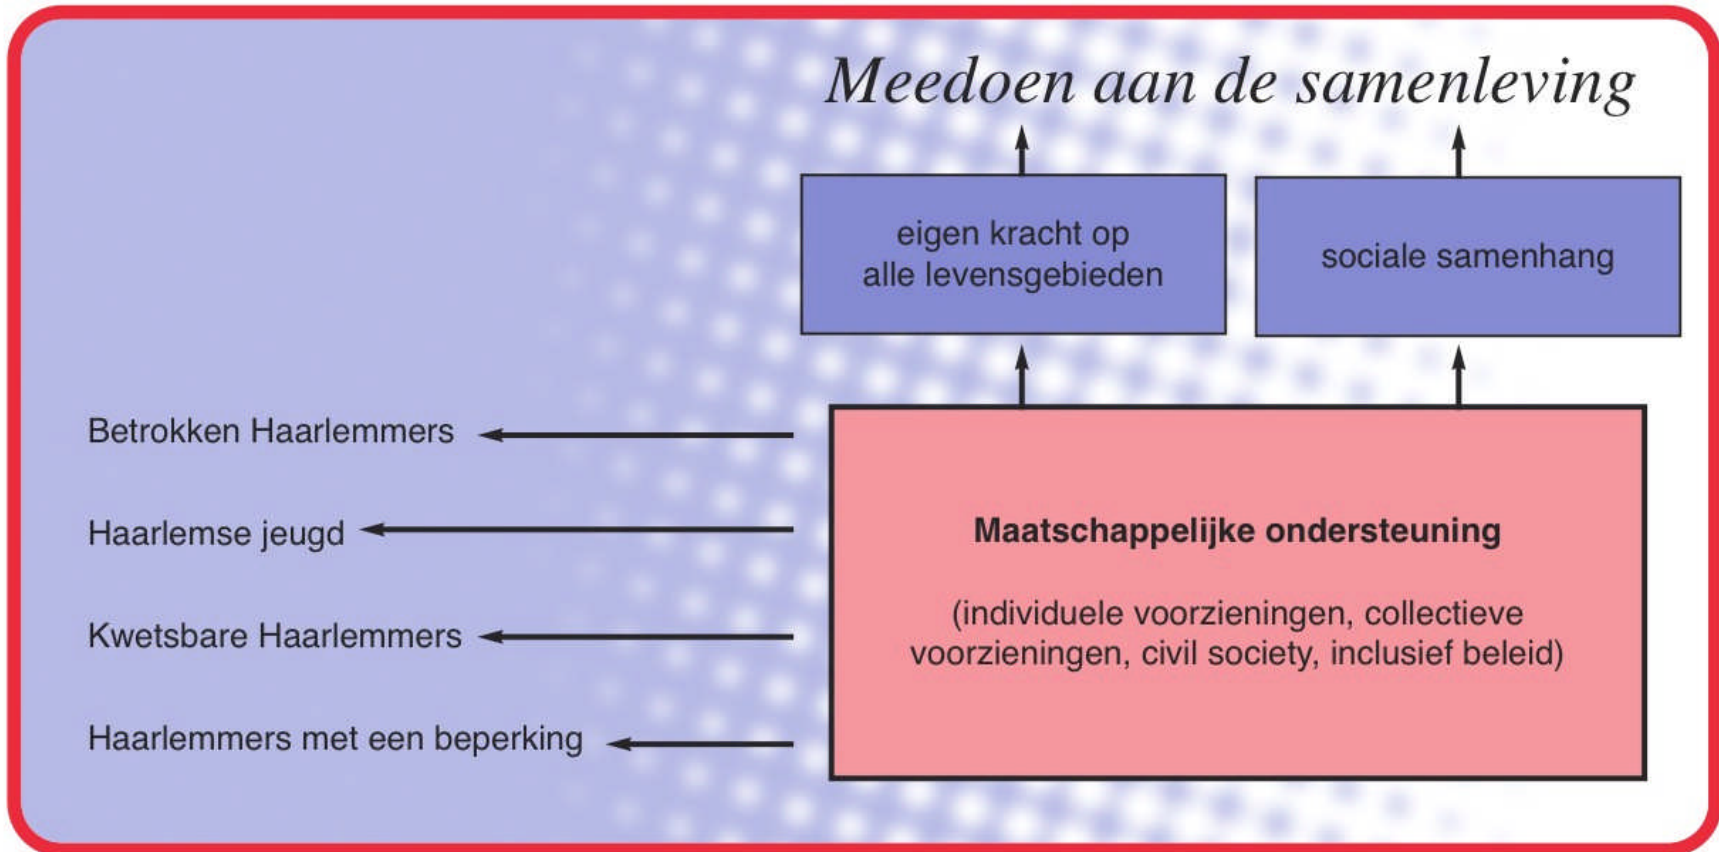 Meedoen aan de samenleving
eigen kracht op
alle levensgebieden
sociale samenhang
Betrokken Haarlemmers
Haarlemse jeugd
Kwetsbare Haarlemmers
Haarlemmers met een beperking
Maatschappelijke ondersteuning
(individuele voorzieningen, collectieve
voorzieningen, civil society, inclusief beleid)